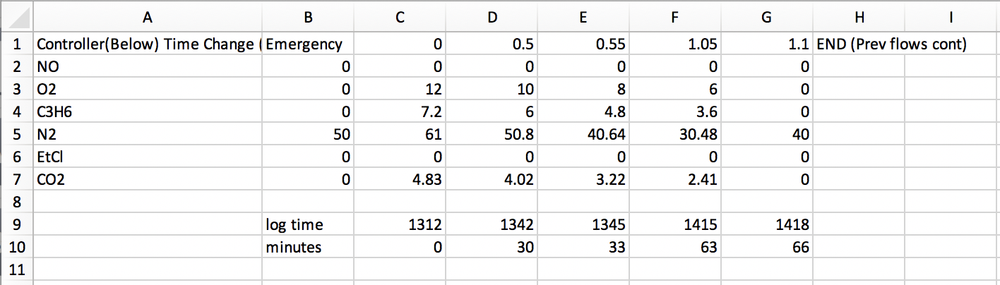 A B C D E F G H I
1 Controller(Below) Time Change ( Emergency 0 0.5 0.55 1.05 1.1 END (Prev flows cont)
2 NO 0 0 0 0 0 0
3 O2 0 12 10 8 6 0
4 C3H6 0 7.2 6 4.8 3.6 0
5 N2 50 61 50.8 40.64 30.48 40
6 EtCl 0 0 0 0 0 0
7 CO2 0 4.83 4.02 3.22 2.41 0
8
9 log time 1312 1342 1345 1415 1418
10 minutes 0 30 33 63 66
11